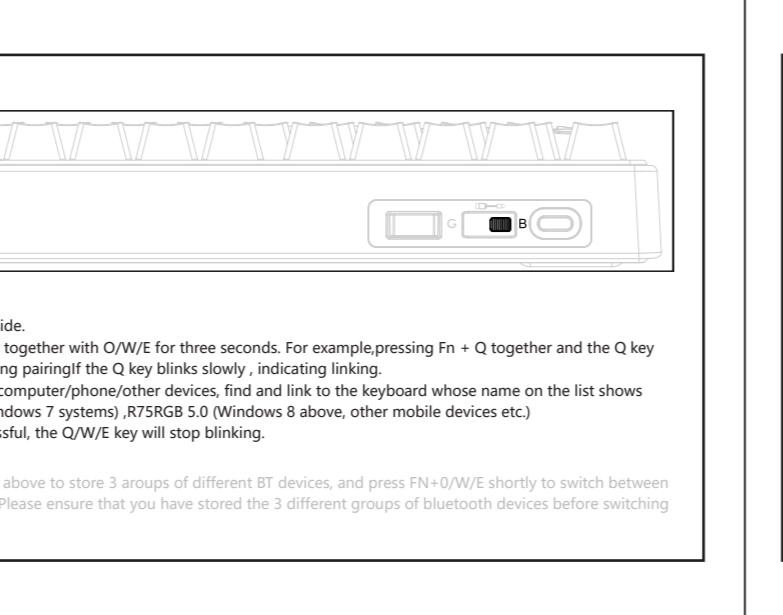 G B
ide.
together with O/W/E for three seconds. For example,pressing Fn + Q together and the Q key
ng pairingIf the Q key blinks slowly , indicating linking.
computer/phone/other devices, find and link to the keyboard whose name on the list shows
ndows 7 systems) ,R75RGB 5.0 (Windows 8 above, other mobile devices etc.)
ssful, the Q/W/E key will stop blinking.
above to store 3 aroups of different BT devices, and press FN+0/W/E shortly to switch between
Please ensure that you have stored the 3 different groups of bluetooth devices before switching